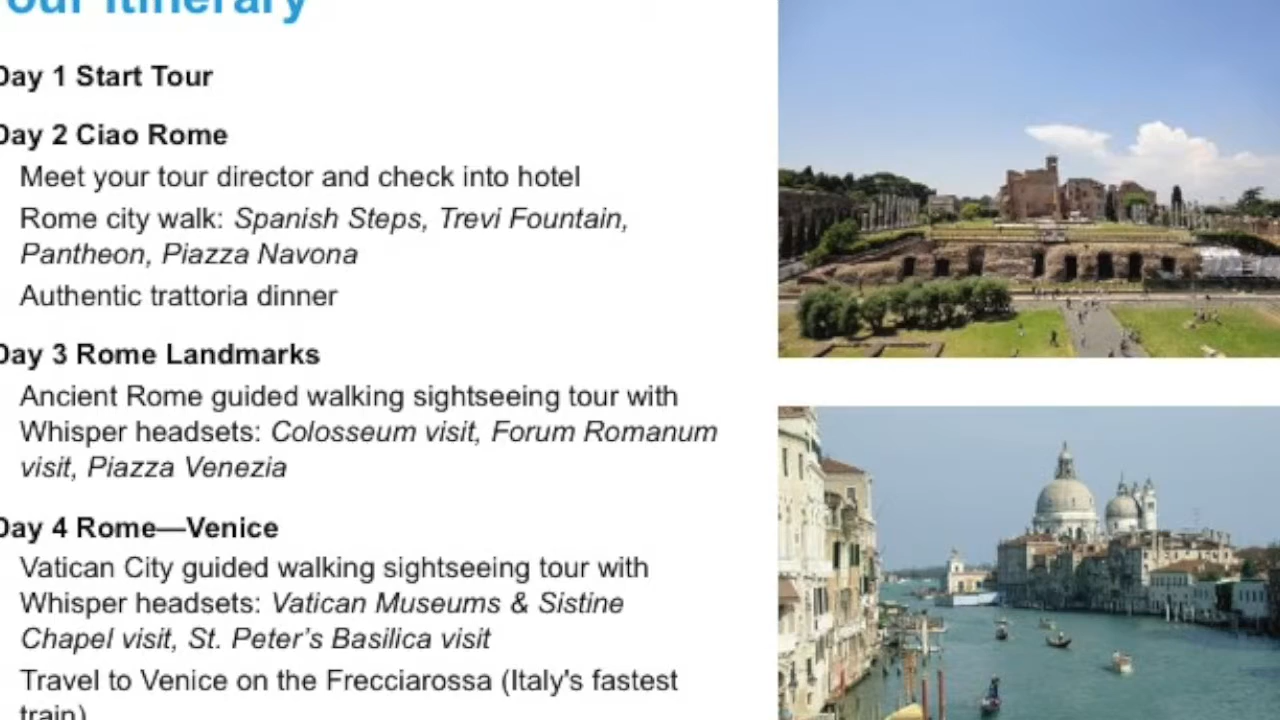 our Itinerary
Day 1 Start Tour
Day 2 Ciao Rome
Meet your tour director and check into hotel
Rome city walk: Spanish Steps, Trevi Fountain,
Pantheon, Piazza Navona
Authentic trattoria dinner
Day 3 Rome Landmarks
Ancient Rome guided walking sightseeing tour with
Whisper headsets: Colosseum visit, Forum Romanum
visit, Piazza Venezia
Day 4 Rome—Venice
Vatican City guided walking sightseeing tour with
Whisper headsets: Vatican Museums & Sistine
Chapel visit, St. Peter’s Basilica visit
Travel to Venice on the Frecciarossa (Italy's fastest
train)